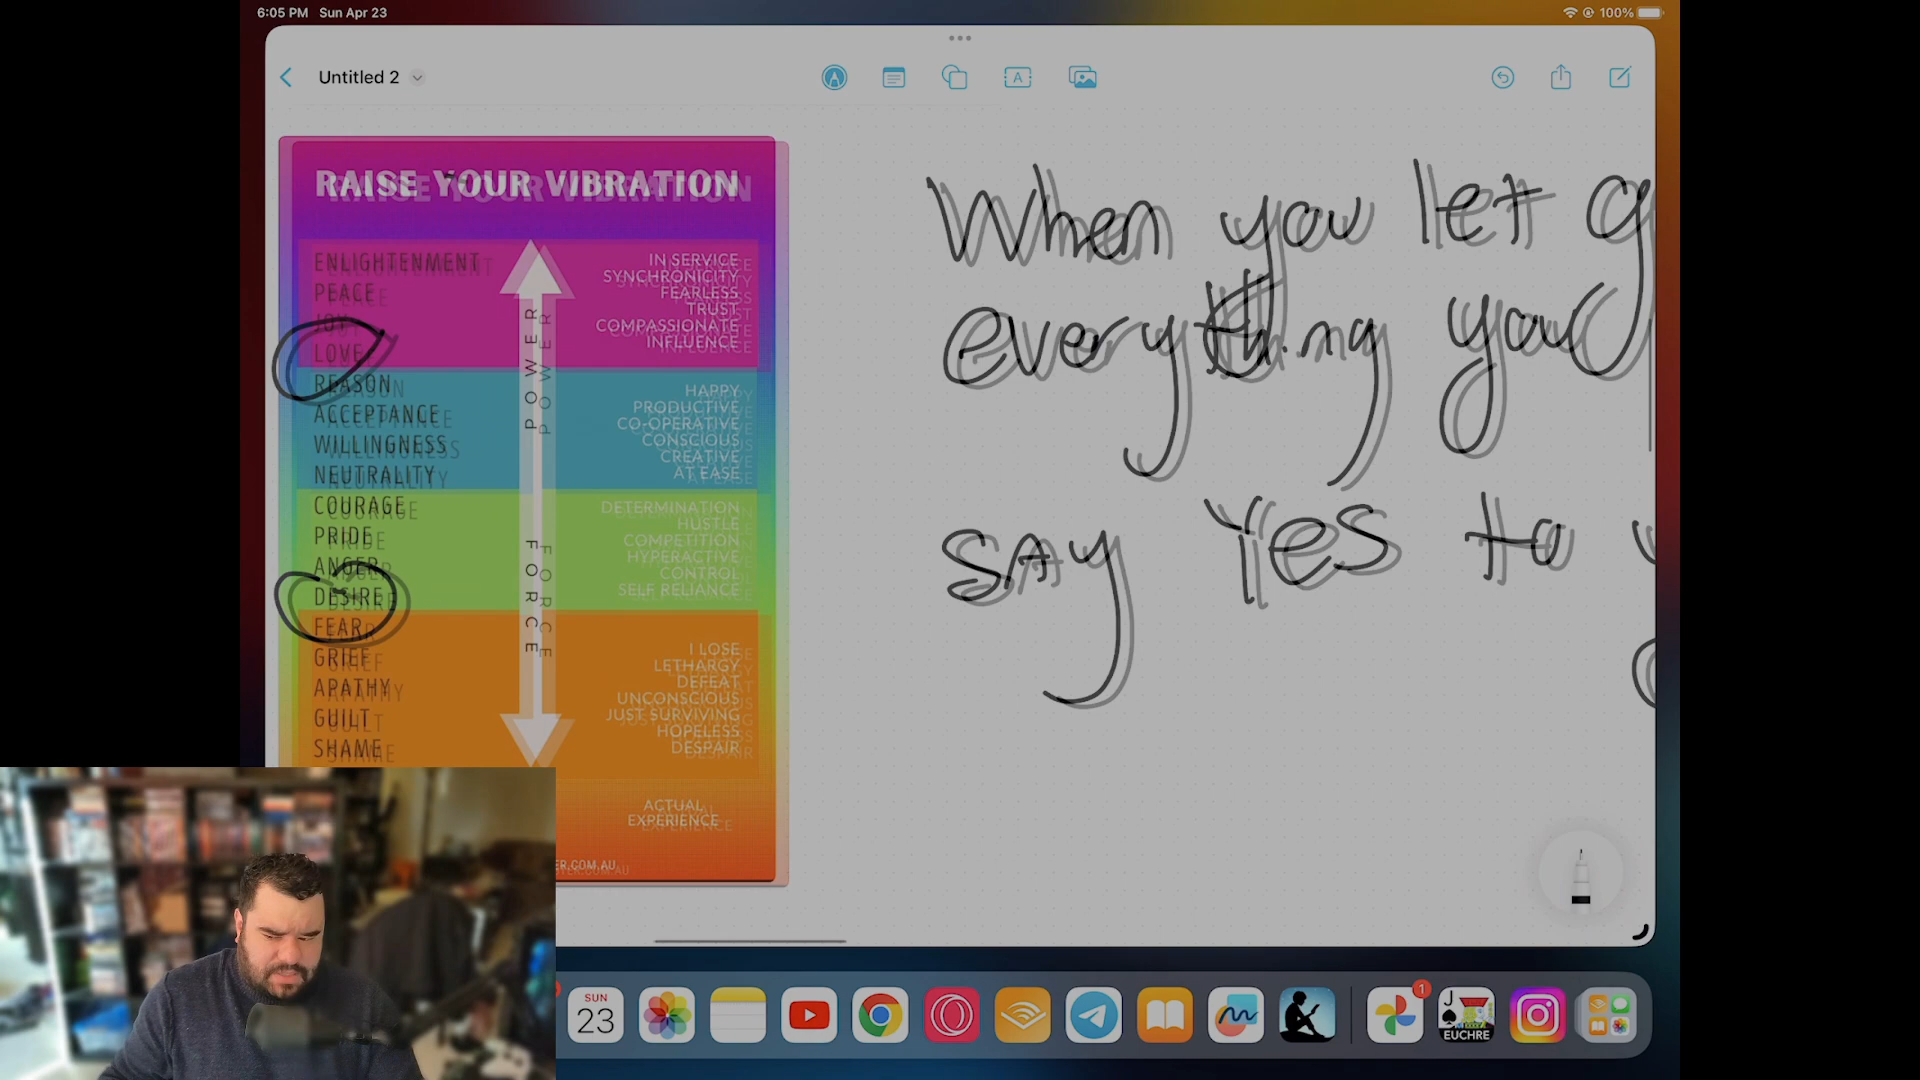 6:05 PM Sun Apr 23
100%
Untitled 2
RAISE YOUR VIBRATION
ENLIGHTENMENT
PEACE
JOY
LOVE
REASON
ACCEPTANCE
WILLINGNESS
NEUTRALITY
COURAGE
PRIDE
ANGER
DESIRE
FEAR
GRIEF
APATHY
GUILT
SHAME
POWER
FORCE
IN SERVICE
SYNCHRONICITY
FEARLESS
TRUST
COMPASSIONATE
INFLUENCE
HAPPY
PRODUCTIVE
CO-OPERATIVE
CONSCIOUS
CREATIVE
AT EASE
DETERMINATION
HUSTLE
COMPETITION
HYPERACTIVE
CONTROL
SELF RELIANCE
I LOSE
LETHARGY
DEFEAT
UNCONSCIOUS
JUST SURVIVING
HOPELESS
DESPAIR
ACTUAL
EXPERIENCE
When you let
everything you
say Yes to
SUN
23
1
J
EUCHRE